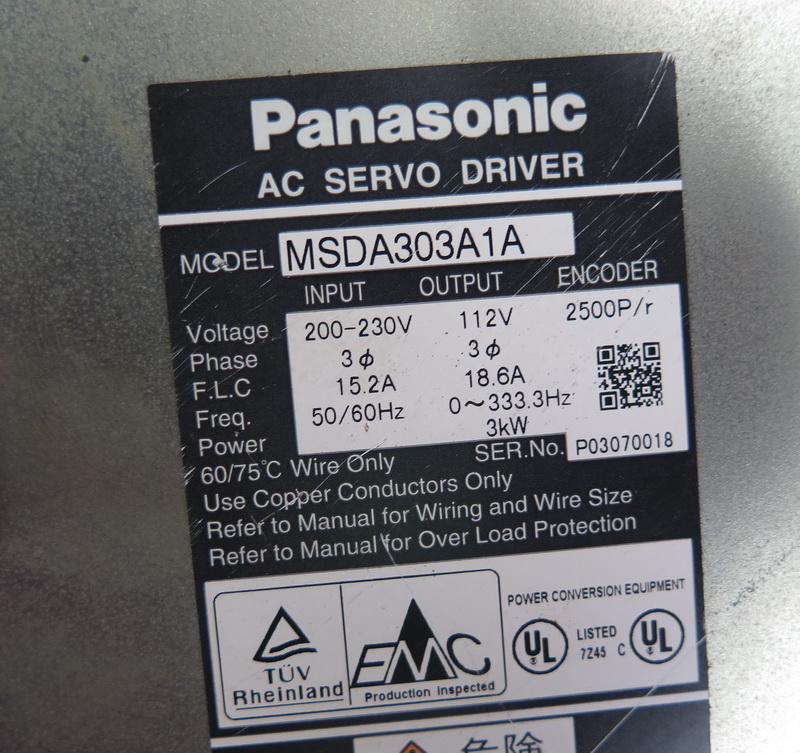 Panasonic
AC SERVO DRIVER
MODEL MSDA303A1A
INPUT OUTPUT ENCODER
Voltage 200-230V 112V 2500P/r
Phase 3ϕ 3ϕ
F.L.C 15.2A 18.6A
Freq. 50/60Hz 0～333.3Hz
Power 3kW
SER.No. P03070018
60/75℃ Wire Only
Use Copper Conductors Only
Refer to Manual for Wiring and Wire Size
Refer to Manual for Over Load Protection
POWER CONVERSION EQUIPMENT
TÜV
Rheinland
EMC
Production Inspected
UL
LISTED
7Z45 C
UL
危険